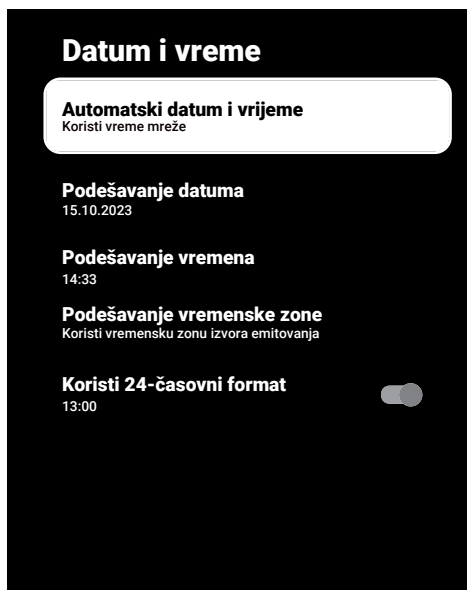 Datum i vreme
Automatski datum i vrijeme
Koristi vreme mreže
Podešavanje datuma
15.10.2023
Podešavanje vremena
14:33
Podešavanje vremenske zone
Koristi vremensku zonu izvora emitovanja
Koristi 24-časovni format
13:00